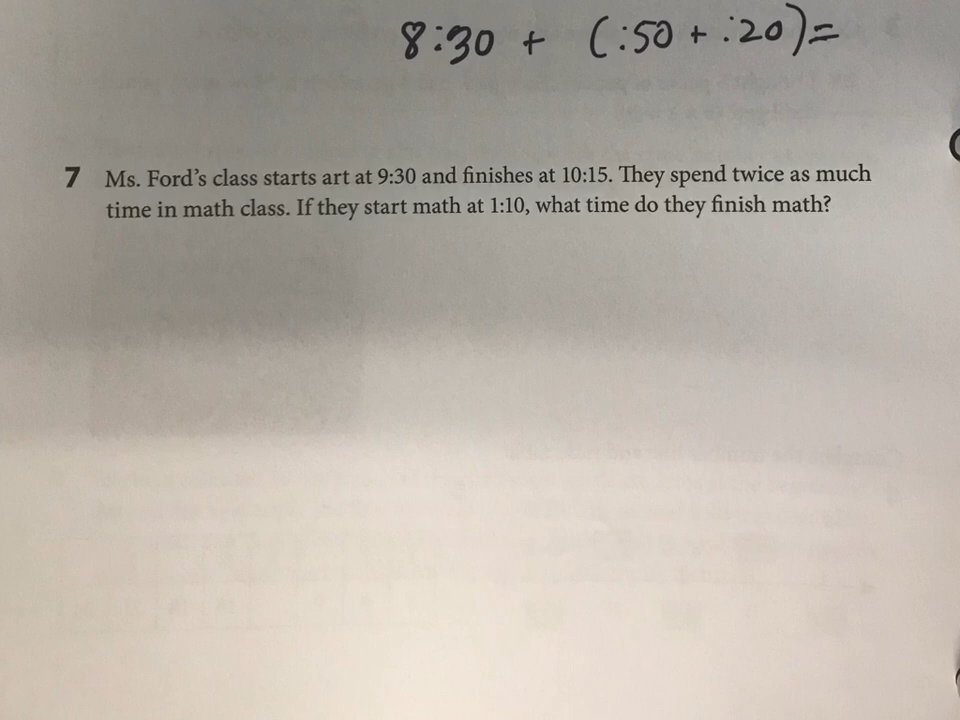 8:30 + (:50 + :20)=
7 Ms. Ford's class starts art at 9:30 and finishes at 10:15. They spend twice as much
time in math class. If they start math at 1:10, what time do they finish math?